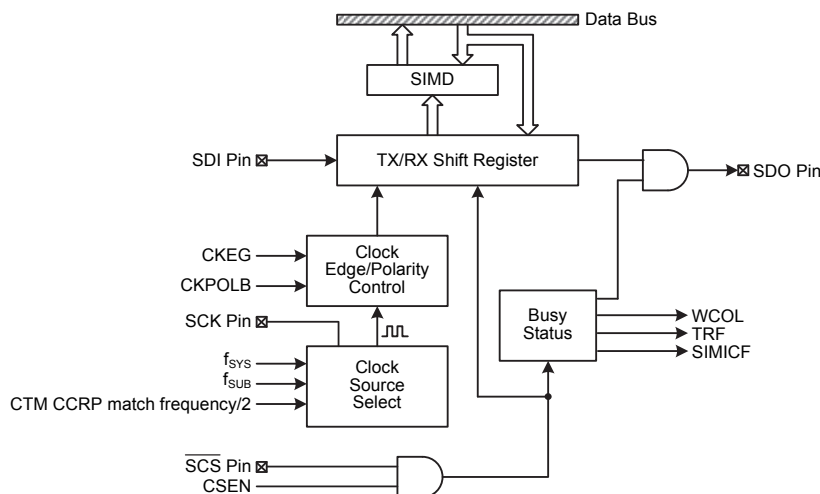 Data Bus
SIMD
SDI Pin
TX/RX Shift Register
SDO Pin
CKEG
CKPOLB
Clock
Edge/Polarity
Control
SCK Pin
Busy
Status
WCOL
TRF
SIMICF
fSYS
fSUB
CTM CCRP match frequency/2
Clock
Source
Select
SCS Pin
CSEN